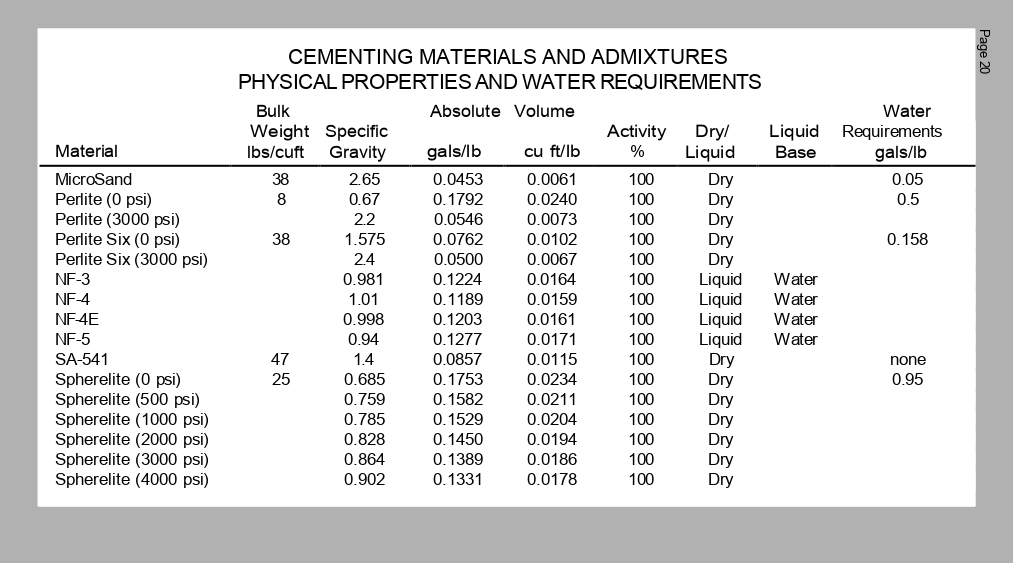 Page 20
CEMENTING MATERIALS AND ADMIXTURES
PHYSICAL PROPERTIES AND WATER REQUIREMENTS
Bulk Absolute Volume Water
Weight Specific Activity Dry/ Liquid Requirements
Material lbs/cuft Gravity gals/lb cu ft/lb % Liquid Base gals/lb
MicroSand 38 2.65 0.0453 0.0061 100 Dry 0.05
Perlite (0 psi) 8 0.67 0.1792 0.0240 100 Dry 0.5
Perlite (3000 psi) 2.2 0.0546 0.0073 100 Dry
Perlite Six (0 psi) 38 1.575 0.0762 0.0102 100 Dry 0.158
Perlite Six (3000 psi) 2.4 0.0500 0.0067 100 Dry
NF-3 0.981 0.1224 0.0164 100 Liquid Water
NF-4 1.01 0.1189 0.0159 100 Liquid Water
NF-4E 0.998 0.1203 0.0161 100 Liquid Water
NF-5 0.94 0.1277 0.0171 100 Liquid Water
SA-541 47 1.4 0.0857 0.0115 100 Dry none
Spherelite (0 psi) 25 0.685 0.1753 0.0234 100 Dry 0.95
Spherelite (500 psi) 0.759 0.1582 0.0211 100 Dry
Spherelite (1000 psi) 0.785 0.1529 0.0204 100 Dry
Spherelite (2000 psi) 0.828 0.1450 0.0194 100 Dry
Spherelite (3000 psi) 0.864 0.1389 0.0186 100 Dry
Spherelite (4000 psi) 0.902 0.1331 0.0178 100 Dry